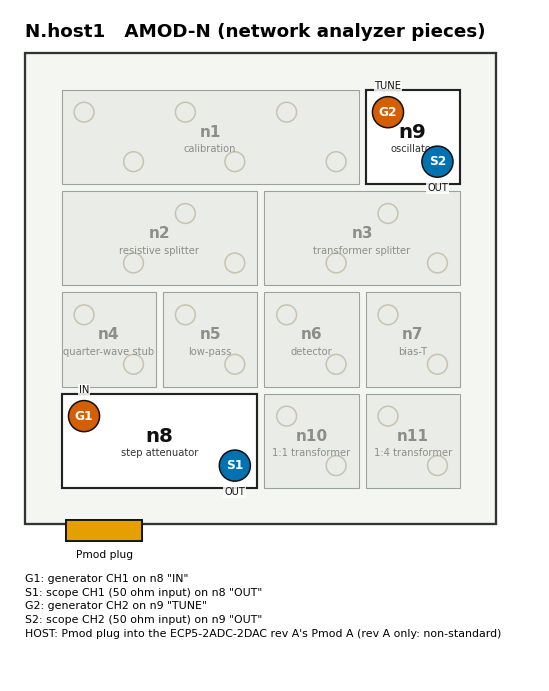 N.host1 AMOD-N (network analyzer pieces)
TUNE
G2
n9
oscillator
S2
OUT
n1
calibration
n2
resistive splitter
n3
transformer splitter
n4
quarter-wave stub
n5
low-pass
n6
detector
n7
bias-T
IN
G1
n8
step attenuator
S1
OUT
n10
1:1 transformer
n11
1:4 transformer
Pmod plug
G1: generator CH1 on n8 "IN"
S1: scope CH1 (50 ohm input) on n8 "OUT"
G2: generator CH2 on n9 "TUNE"
S2: scope CH2 (50 ohm input) on n9 "OUT"
HOST: Pmod plug into the ECP5-2ADC-2DAC rev A's Pmod A (rev A only: non-standard)